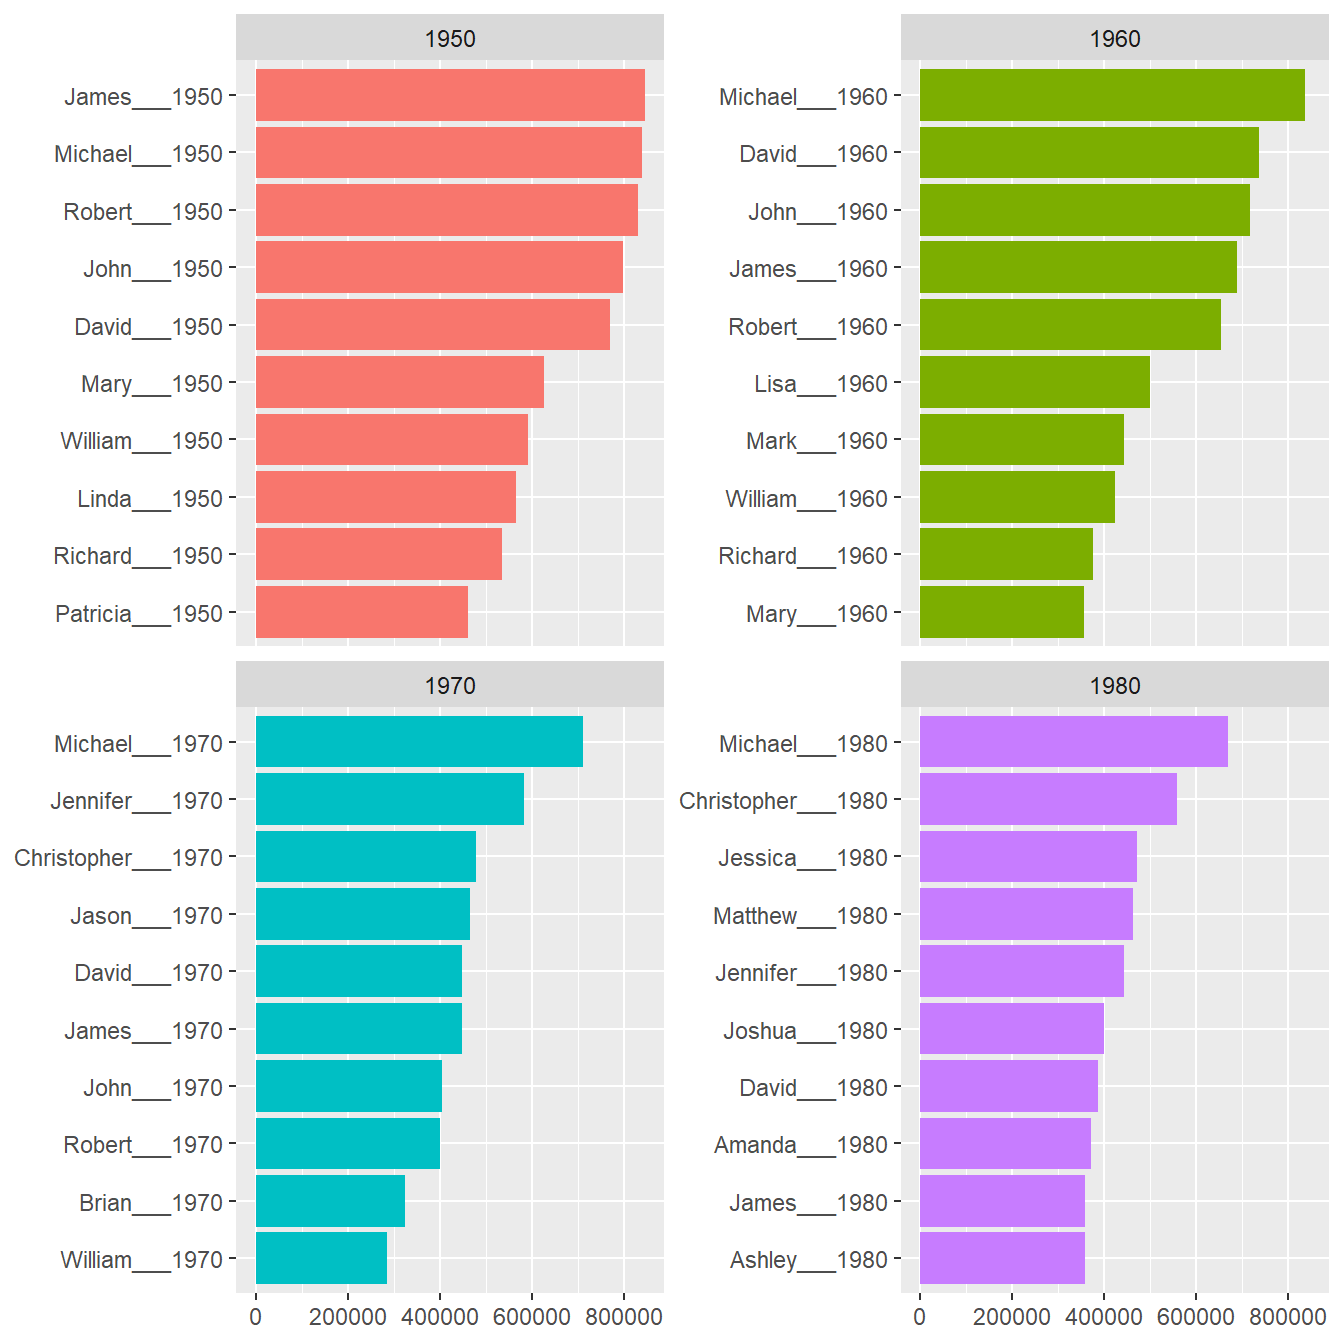 1950
James___1950
Michael___1950
Robert___1950
John___1950
David___1950
Mary___1950
William___1950
Linda___1950
Richard___1950
Patricia___1950
1960
Michael___1960
David___1960
John___1960
James___1960
Robert___1960
Lisa___1960
Mark___1960
William___1960
Richard___1960
Mary___1960
1970
Michael___1970
Jennifer___1970
Christopher___1970
Jason___1970
David___1970
James___1970
John___1970
Robert___1970
Brian___1970
William___1970
0 200000 400000 600000 800000
1980
Michael___1980
Christopher___1980
Jessica___1980
Matthew___1980
Jennifer___1980
Joshua___1980
David___1980
Amanda___1980
James___1980
Ashley___1980
0 200000 400000 600000 800000